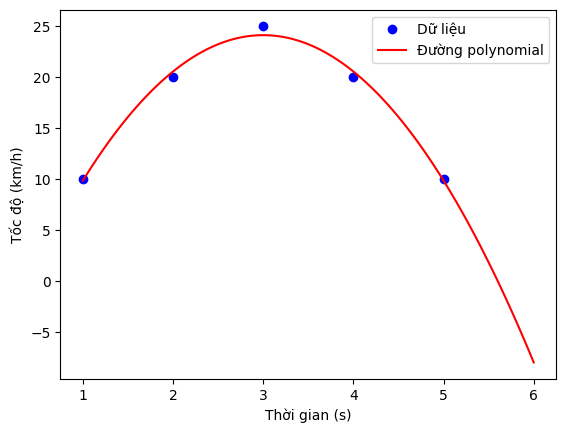 Dữ liệu
Đường polynomial
Tốc độ (km/h)
25
20
15
10
5
0
−5
1 2 3 4 5 6
Thời gian (s)